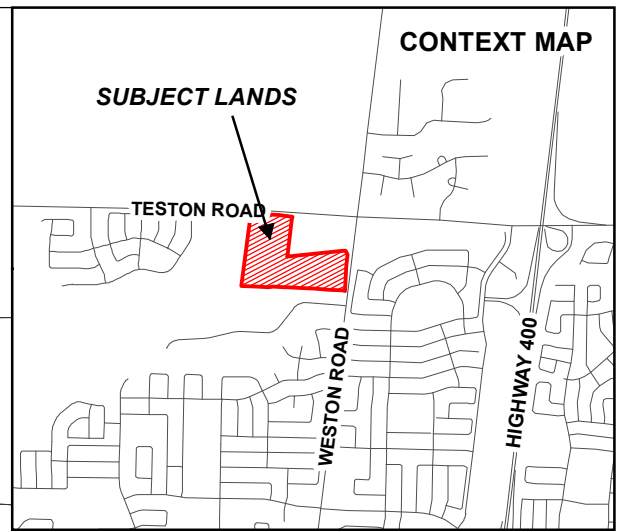 CONTEXT MAP
SUBJECT LANDS
TESTON ROAD
WESTON ROAD
HIGHWAY 400